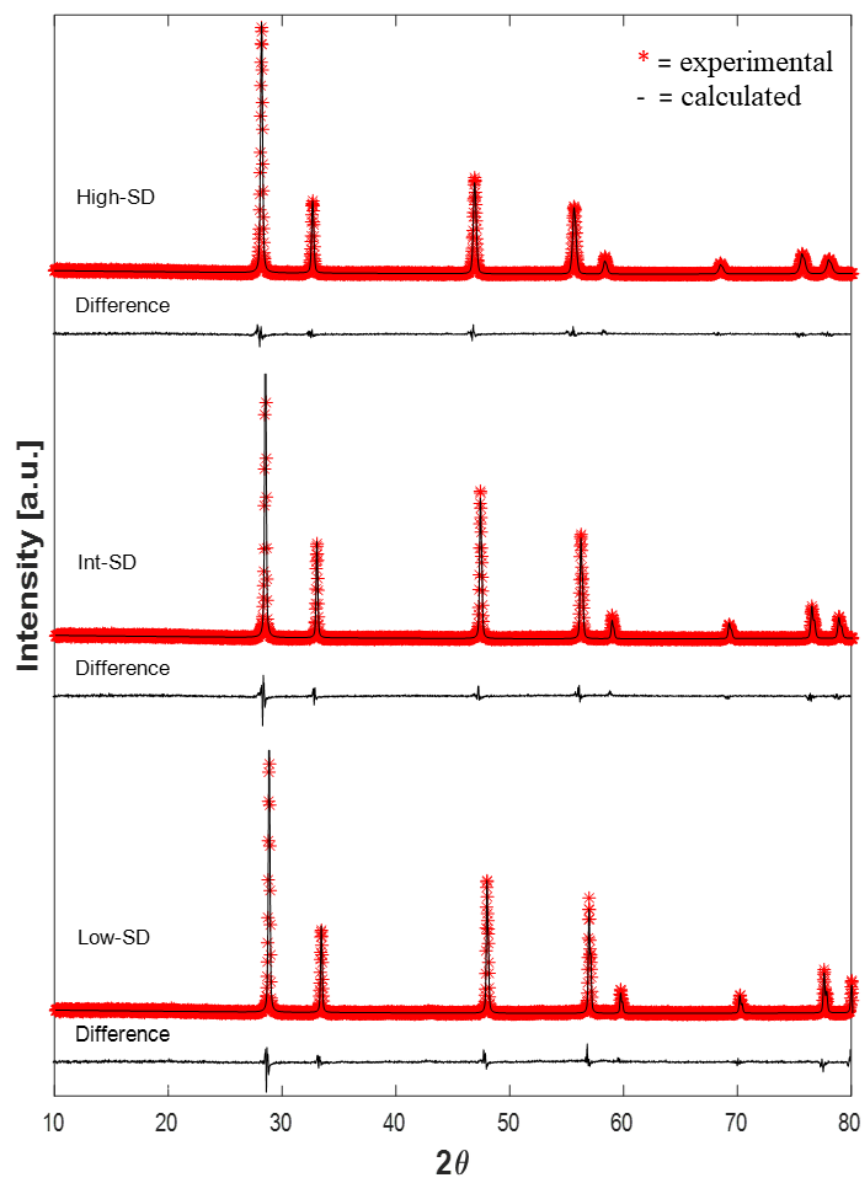 * = experimental
- = calculated
High-SD
Difference
Int-SD
Difference
Low-SD
Difference
Intensity [a.u.]
10 20 30 40 50 60 70 80
2θ